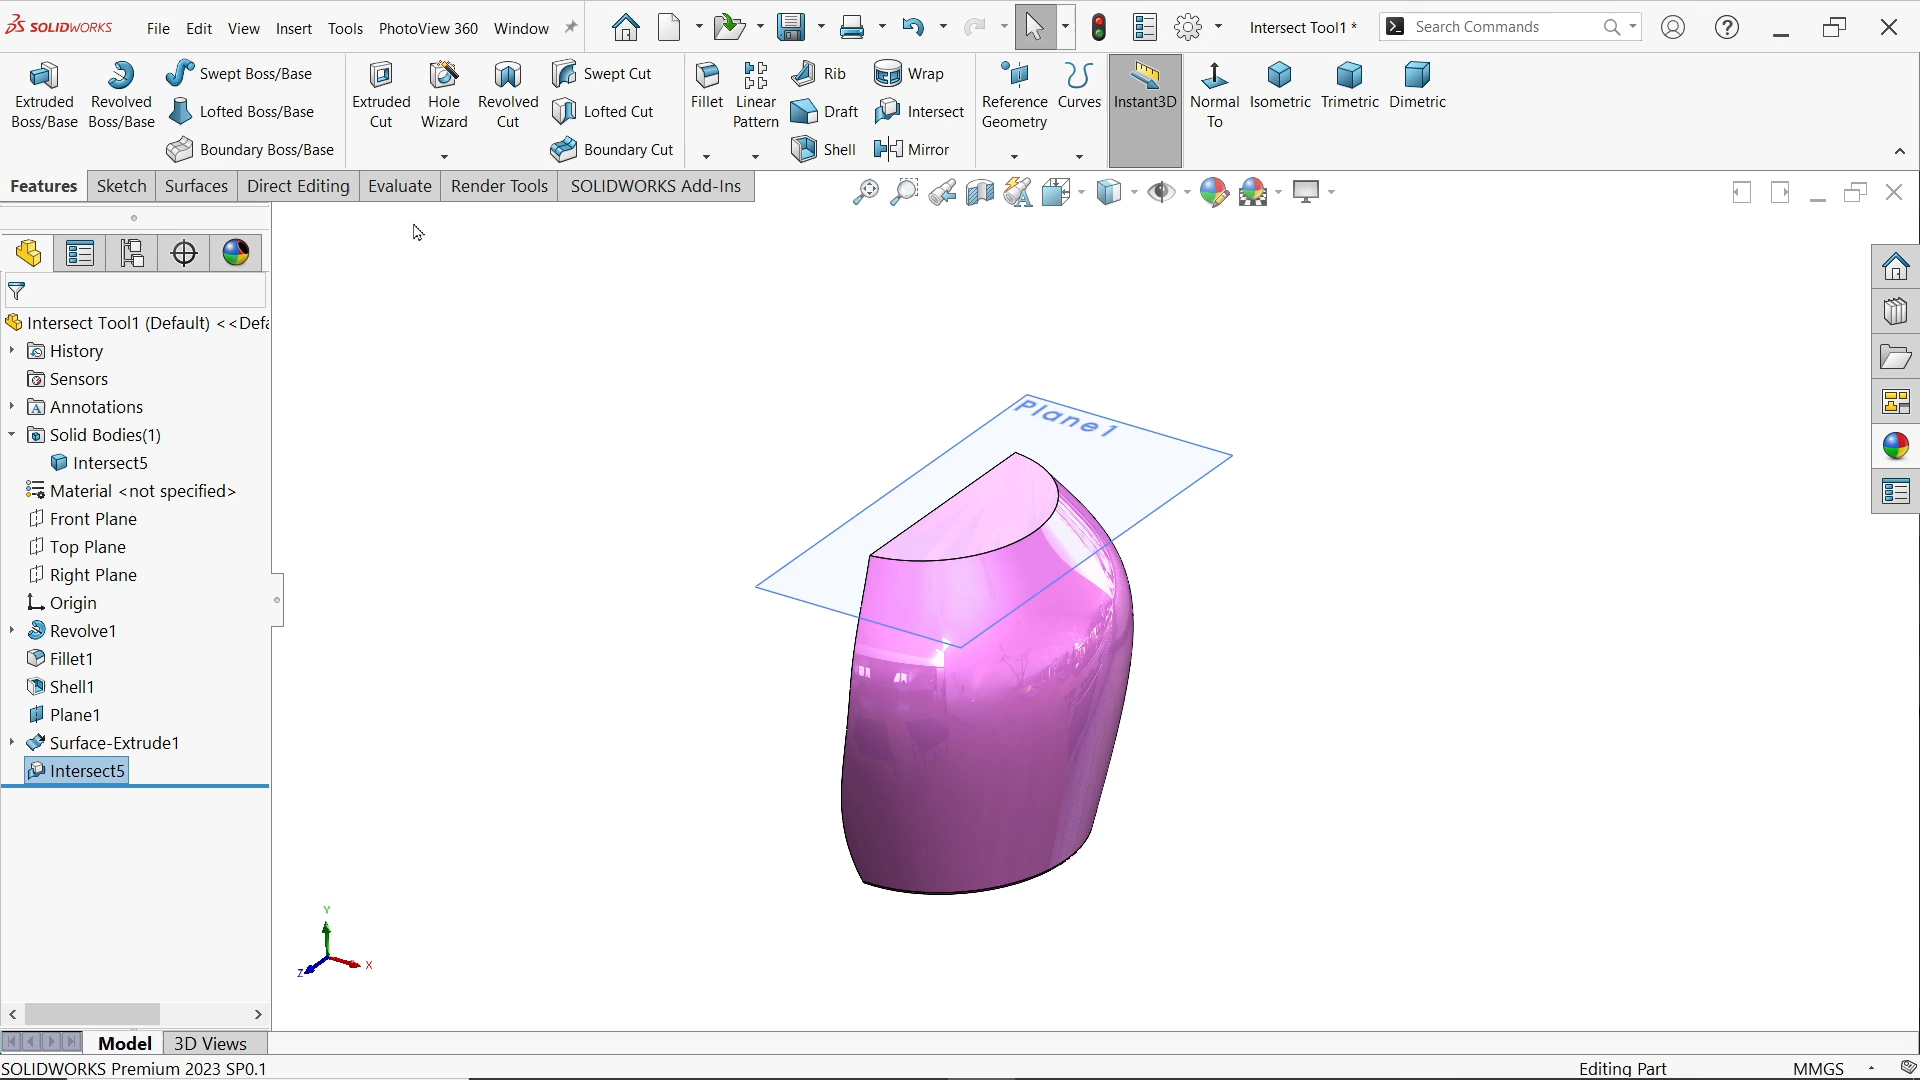 SOLIDWORKS
File Edit View Insert Tools PhotoView 360 Window
Intersect Tool1 *
Search Commands
Extruded Boss/Base
Revolved Boss/Base
Swept Boss/Base
Lofted Boss/Base
Boundary Boss/Base
Extruded Cut
Hole Wizard
Revolved Cut
Swept Cut
Lofted Cut
Boundary Cut
Fillet
Linear Pattern
Rib
Draft
Shell
Wrap
Intersect
Mirror
Reference Geometry
Curves
Instant3D
Normal To
Isometric
Trimetric
Dimetric
Features Sketch Surfaces Direct Editing Evaluate Render Tools SOLIDWORKS Add-Ins
Intersect Tool1 (Default) <<Defa
History
Sensors
Annotations
Solid Bodies(1)
Intersect5
Material <not specified>
Front Plane
Top Plane
Right Plane
Origin
Revolve1
Fillet1
Shell1
Plane1
Surface-Extrude1
Intersect5
Plane1
Y
Z
X
Model 3D Views
SOLIDWORKS Premium 2023 SP0.1
Editing Part
MMGS